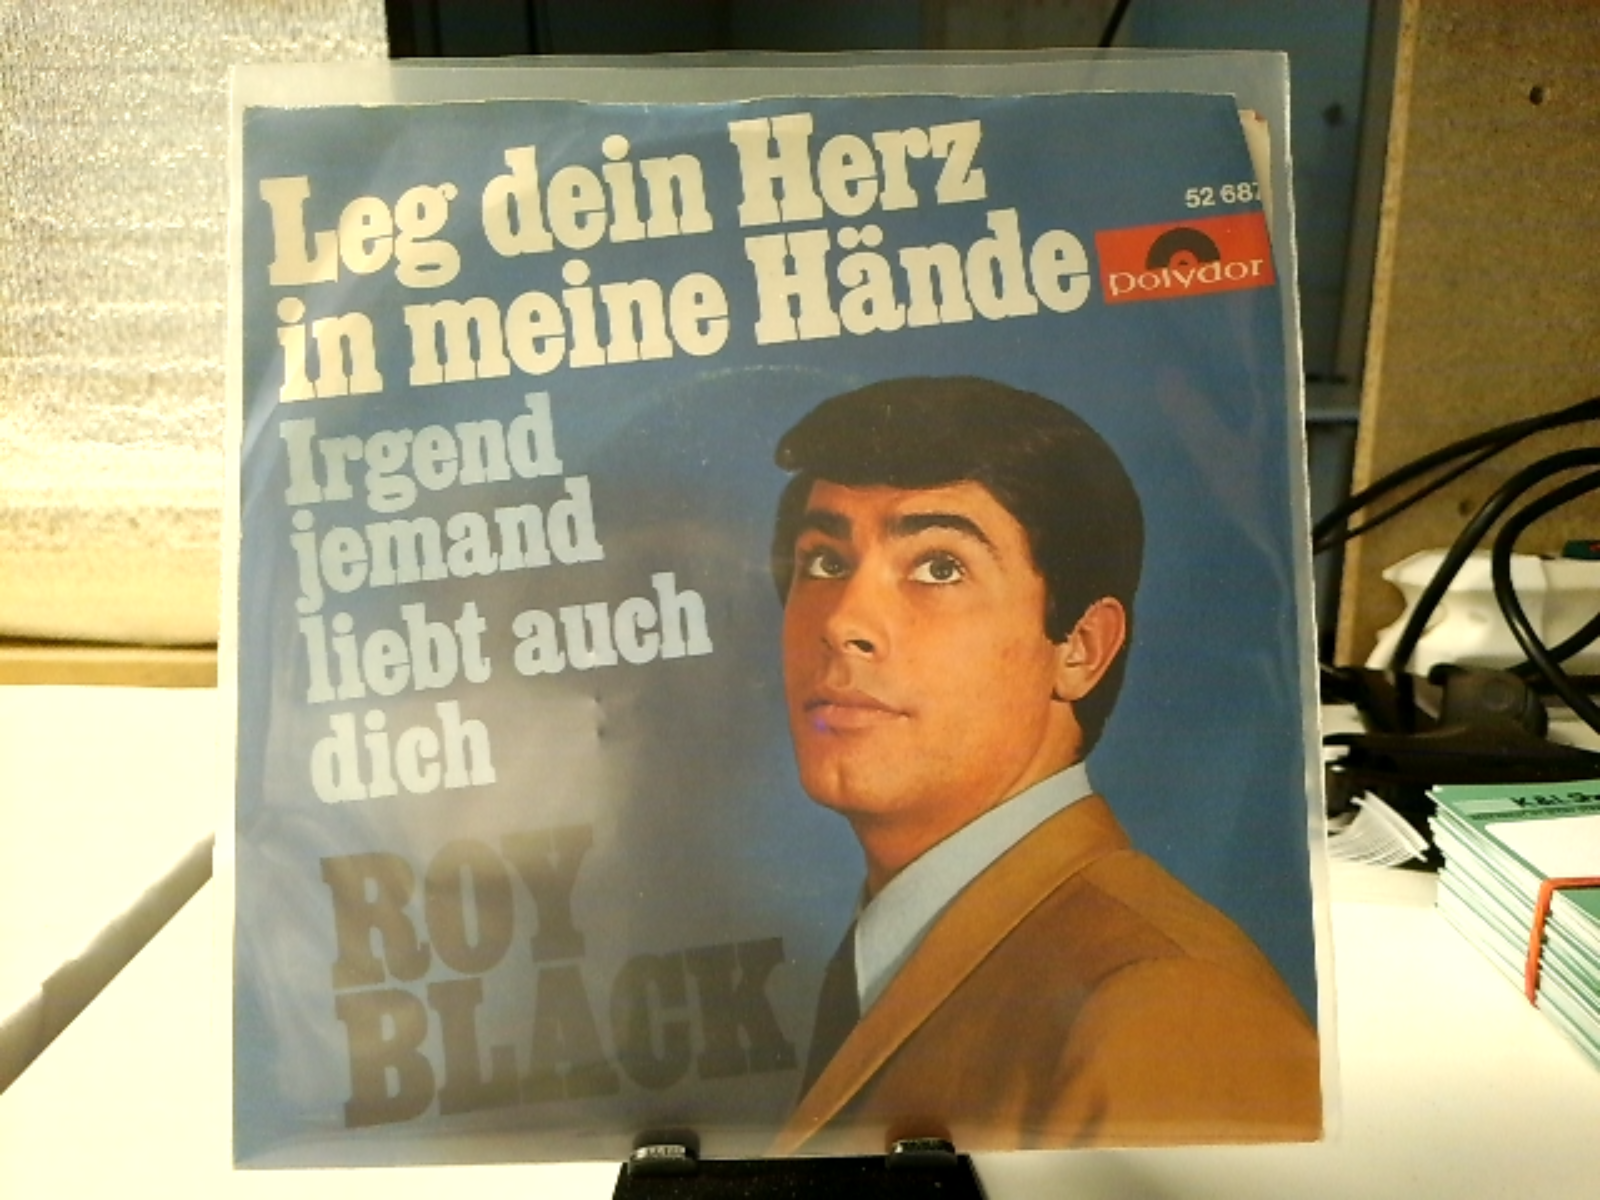 Leg dein Herz
in meine Hände
52 687
polydor
Irgend
jemand
liebt auch
dich
ROY
BLACK